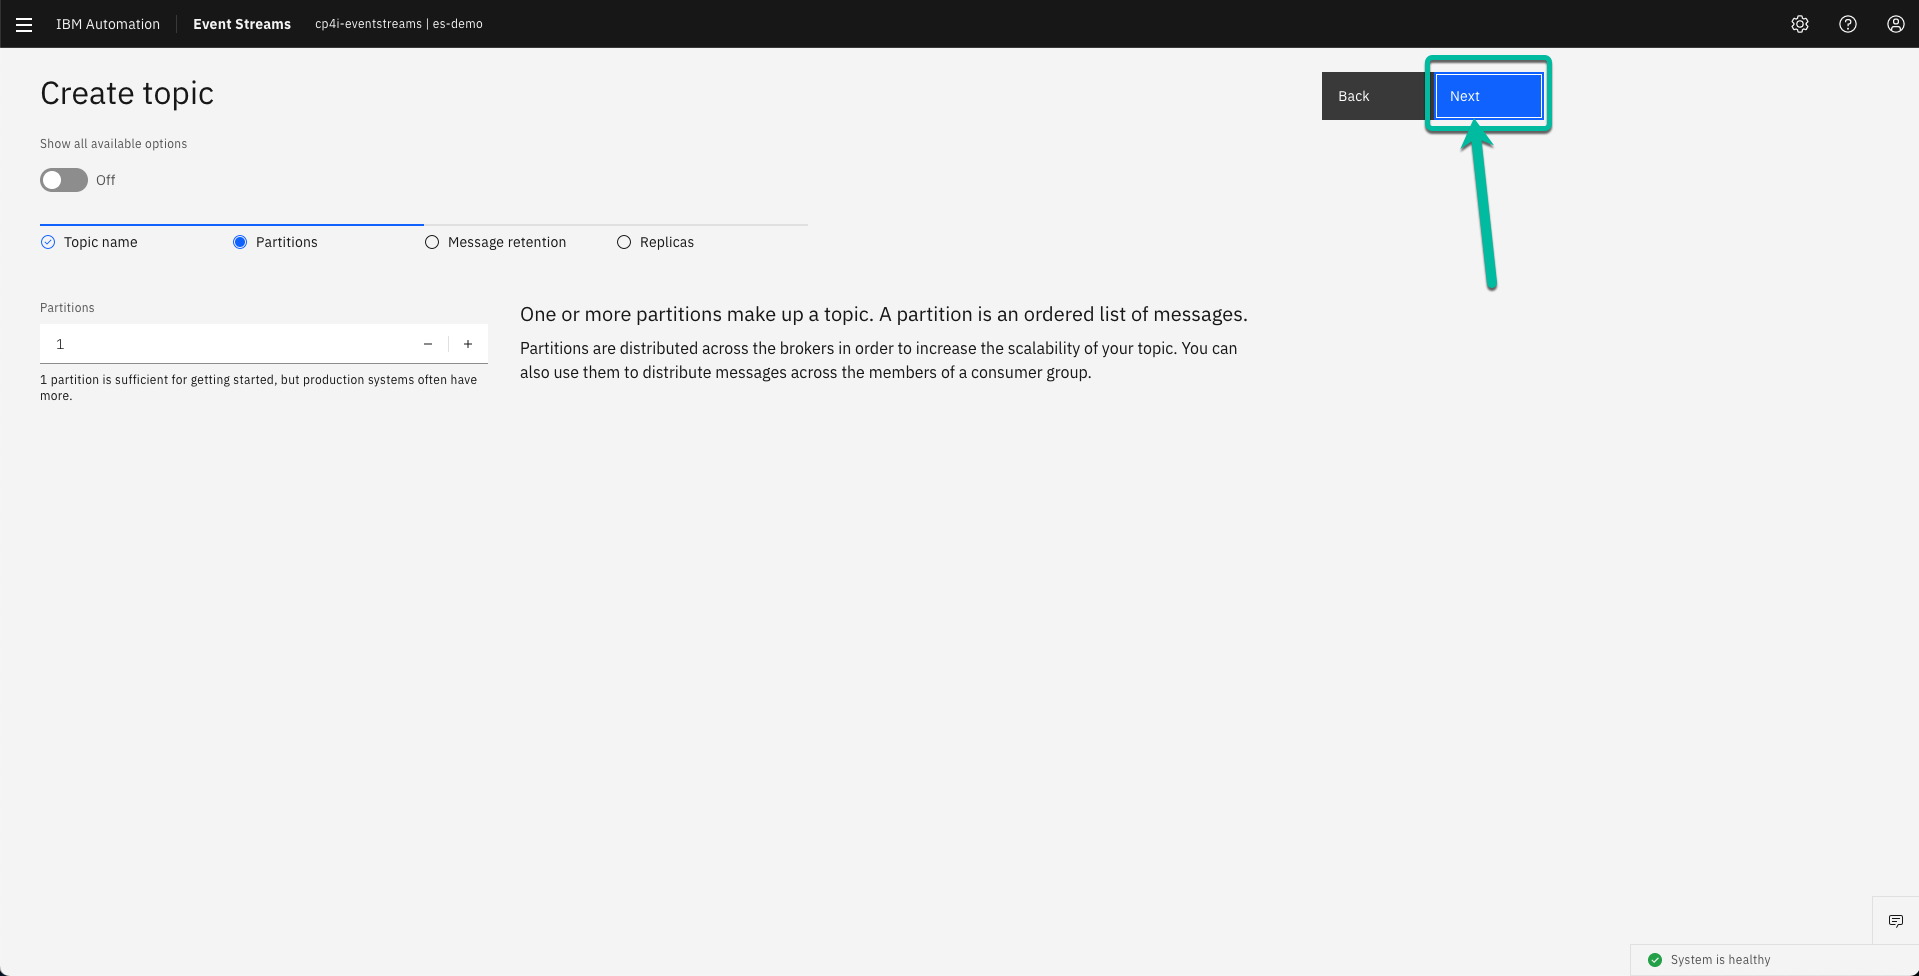 IBM Automation Event Streams cp4i-eventstreams | es-demo
Create topic
Back Next
Show all available options
Off
Topic name Partitions Message retention Replicas
Partitions
1
1 partition is sufficient for getting started, but production systems often have
more.
One or more partitions make up a topic. A partition is an ordered list of messages.
Partitions are distributed across the brokers in order to increase the scalability of your topic. You can
also use them to distribute messages across the members of a consumer group.
System is healthy